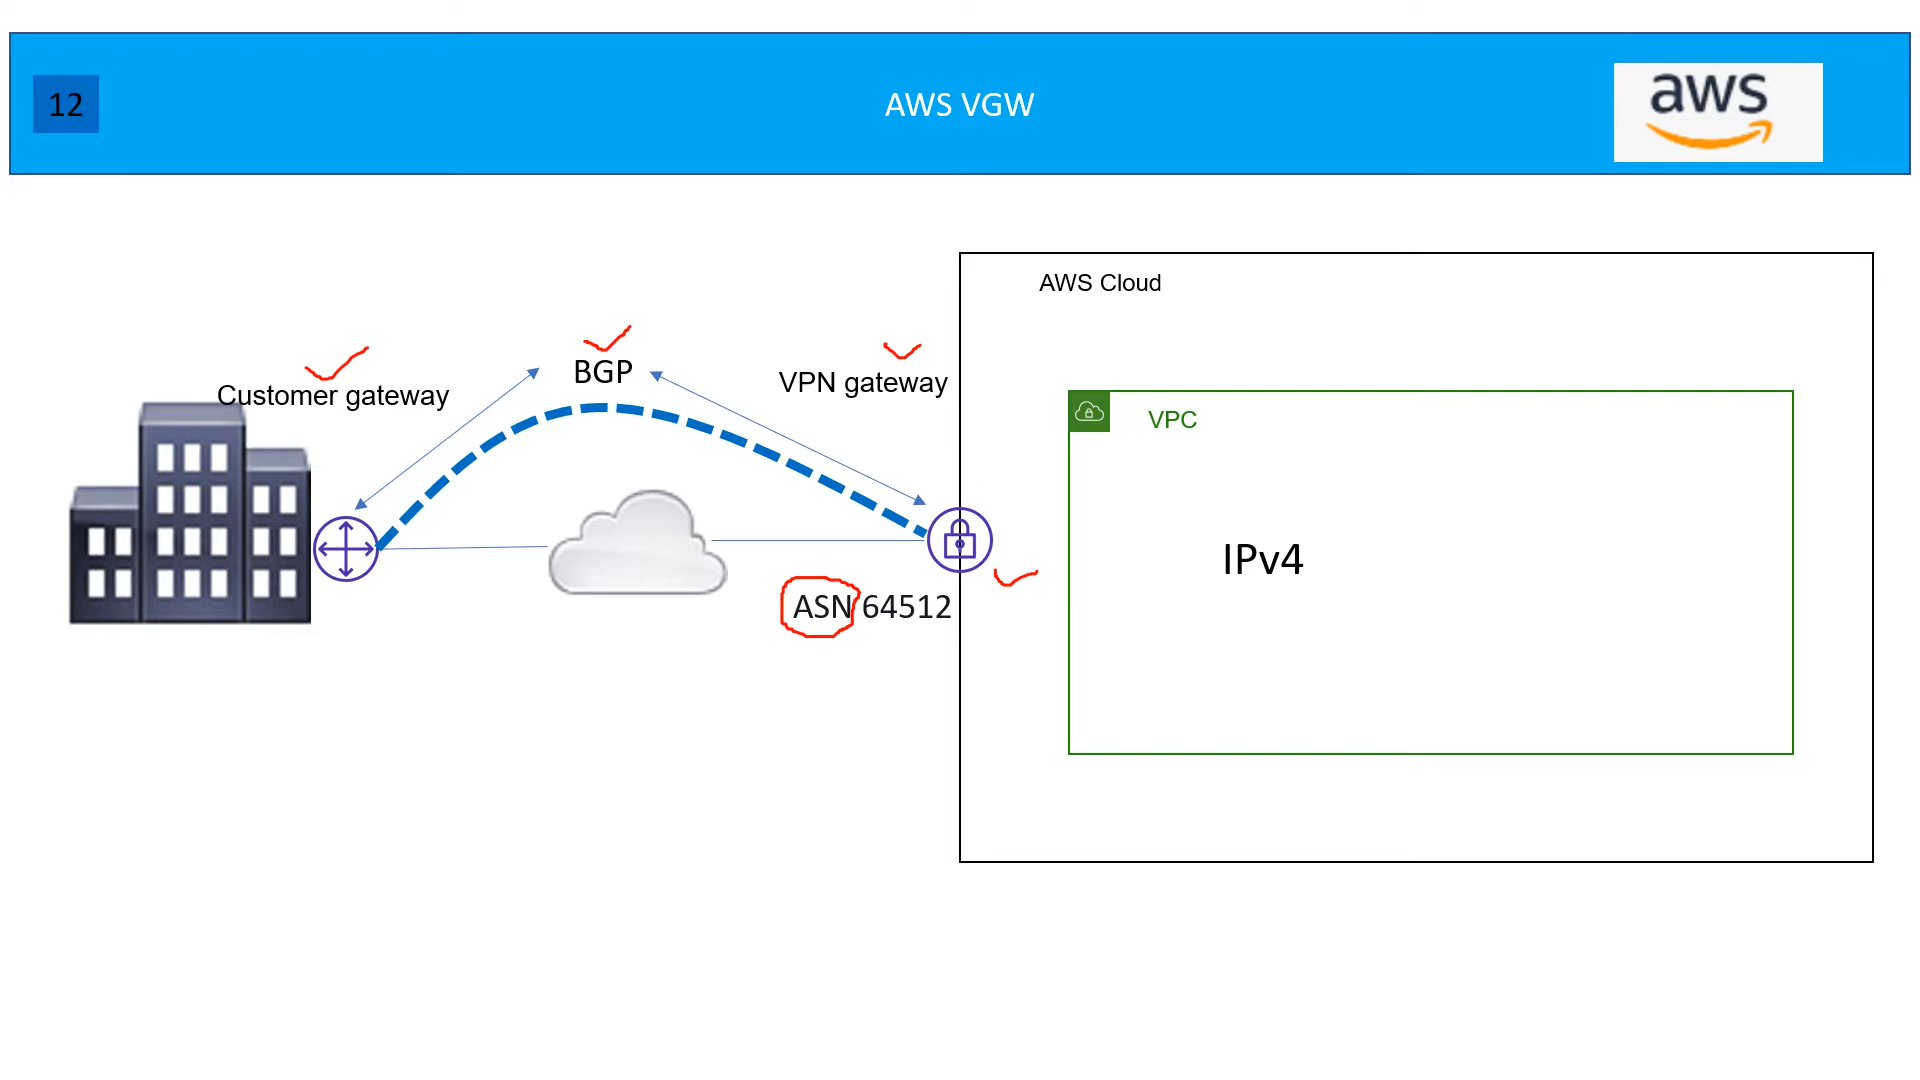 12
AWS VGW
aws
AWS Cloud
BGP
VPN gateway
Customer gateway
VPC
IPv4
ASN 64512